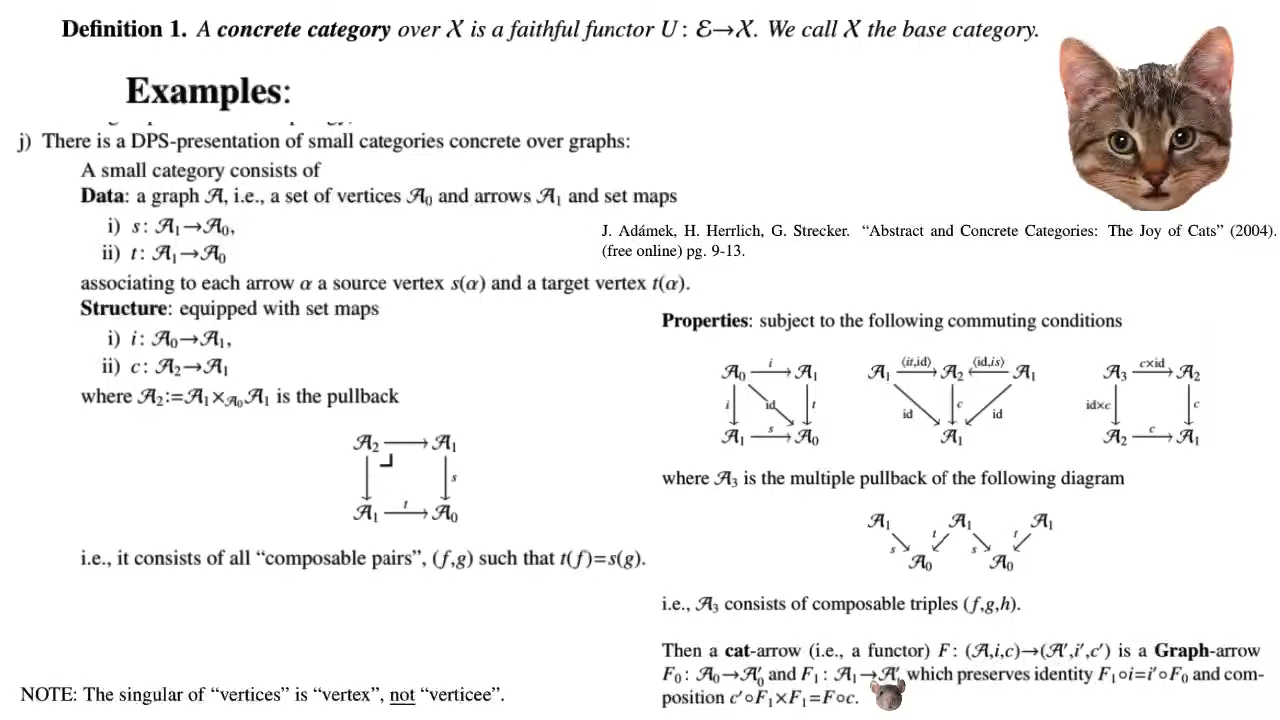 Definition 1. A concrete category over X is a faithful functor U: ℰ→X. We call X the base category.
Examples:
j) There is a DPS-presentation of small categories concrete over graphs:
A small category consists of
Data: a graph 𝒜, i.e., a set of vertices 𝒜₀ and arrows 𝒜₁ and set maps
i) s: 𝒜₁→𝒜₀,
ii) t: 𝒜₁→𝒜₀
associating to each arrow α a source vertex s(α) and a target vertex t(α).
Structure: equipped with set maps
i) i: 𝒜₀→𝒜₁,
ii) c: 𝒜₂→𝒜₁
where 𝒜₂:=𝒜₁×𝒜₀𝒜₁ is the pullback
𝒜₂ 𝒜₁
s
t
𝒜₁ 𝒜₀
i.e., it consists of all “composable pairs”, (f,g) such that t(f)=s(g).
NOTE: The singular of “vertices” is “vertex”, not “verticee”.
J. Adámek, H. Herrlich, G. Strecker. “Abstract and Concrete Categories: The Joy of Cats” (2004).
(free online) pg. 9-13.
Properties: subject to the following commuting conditions
i ⟨it,id⟩ ⟨id,is⟩ c×id
𝒜₀ 𝒜₁ 𝒜₁ 𝒜₂ 𝒜₁ 𝒜₃ 𝒜₂
i id t id c id id×c c
s c
𝒜₁ 𝒜₀ 𝒜₁ 𝒜₂ 𝒜₁
where 𝒜₃ is the multiple pullback of the following diagram
𝒜₁ 𝒜₁ 𝒜₁
s t s t
𝒜₀ 𝒜₀
i.e., 𝒜₃ consists of composable triples (f,g,h).
Then a cat-arrow (i.e., a functor) F: (𝒜,i,c)→(𝒜′,i′,c′) is a Graph-arrow
F₀: 𝒜₀→𝒜′₀ and F₁: 𝒜₁→𝒜′₁ which preserves identity F₁∘i=i′∘F₀ and com-
position c′∘F₁×F₁=F∘c.